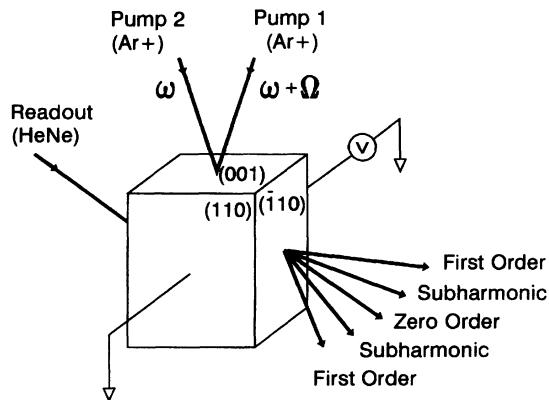 Pump 2
(Ar+)
Pump 1
(Ar+)
ω
ω + Ω
Readout
(HeNe)
(001)
(110)
(1̄10)
V
First Order
Subharmonic
Zero Order
Subharmonic
First Order